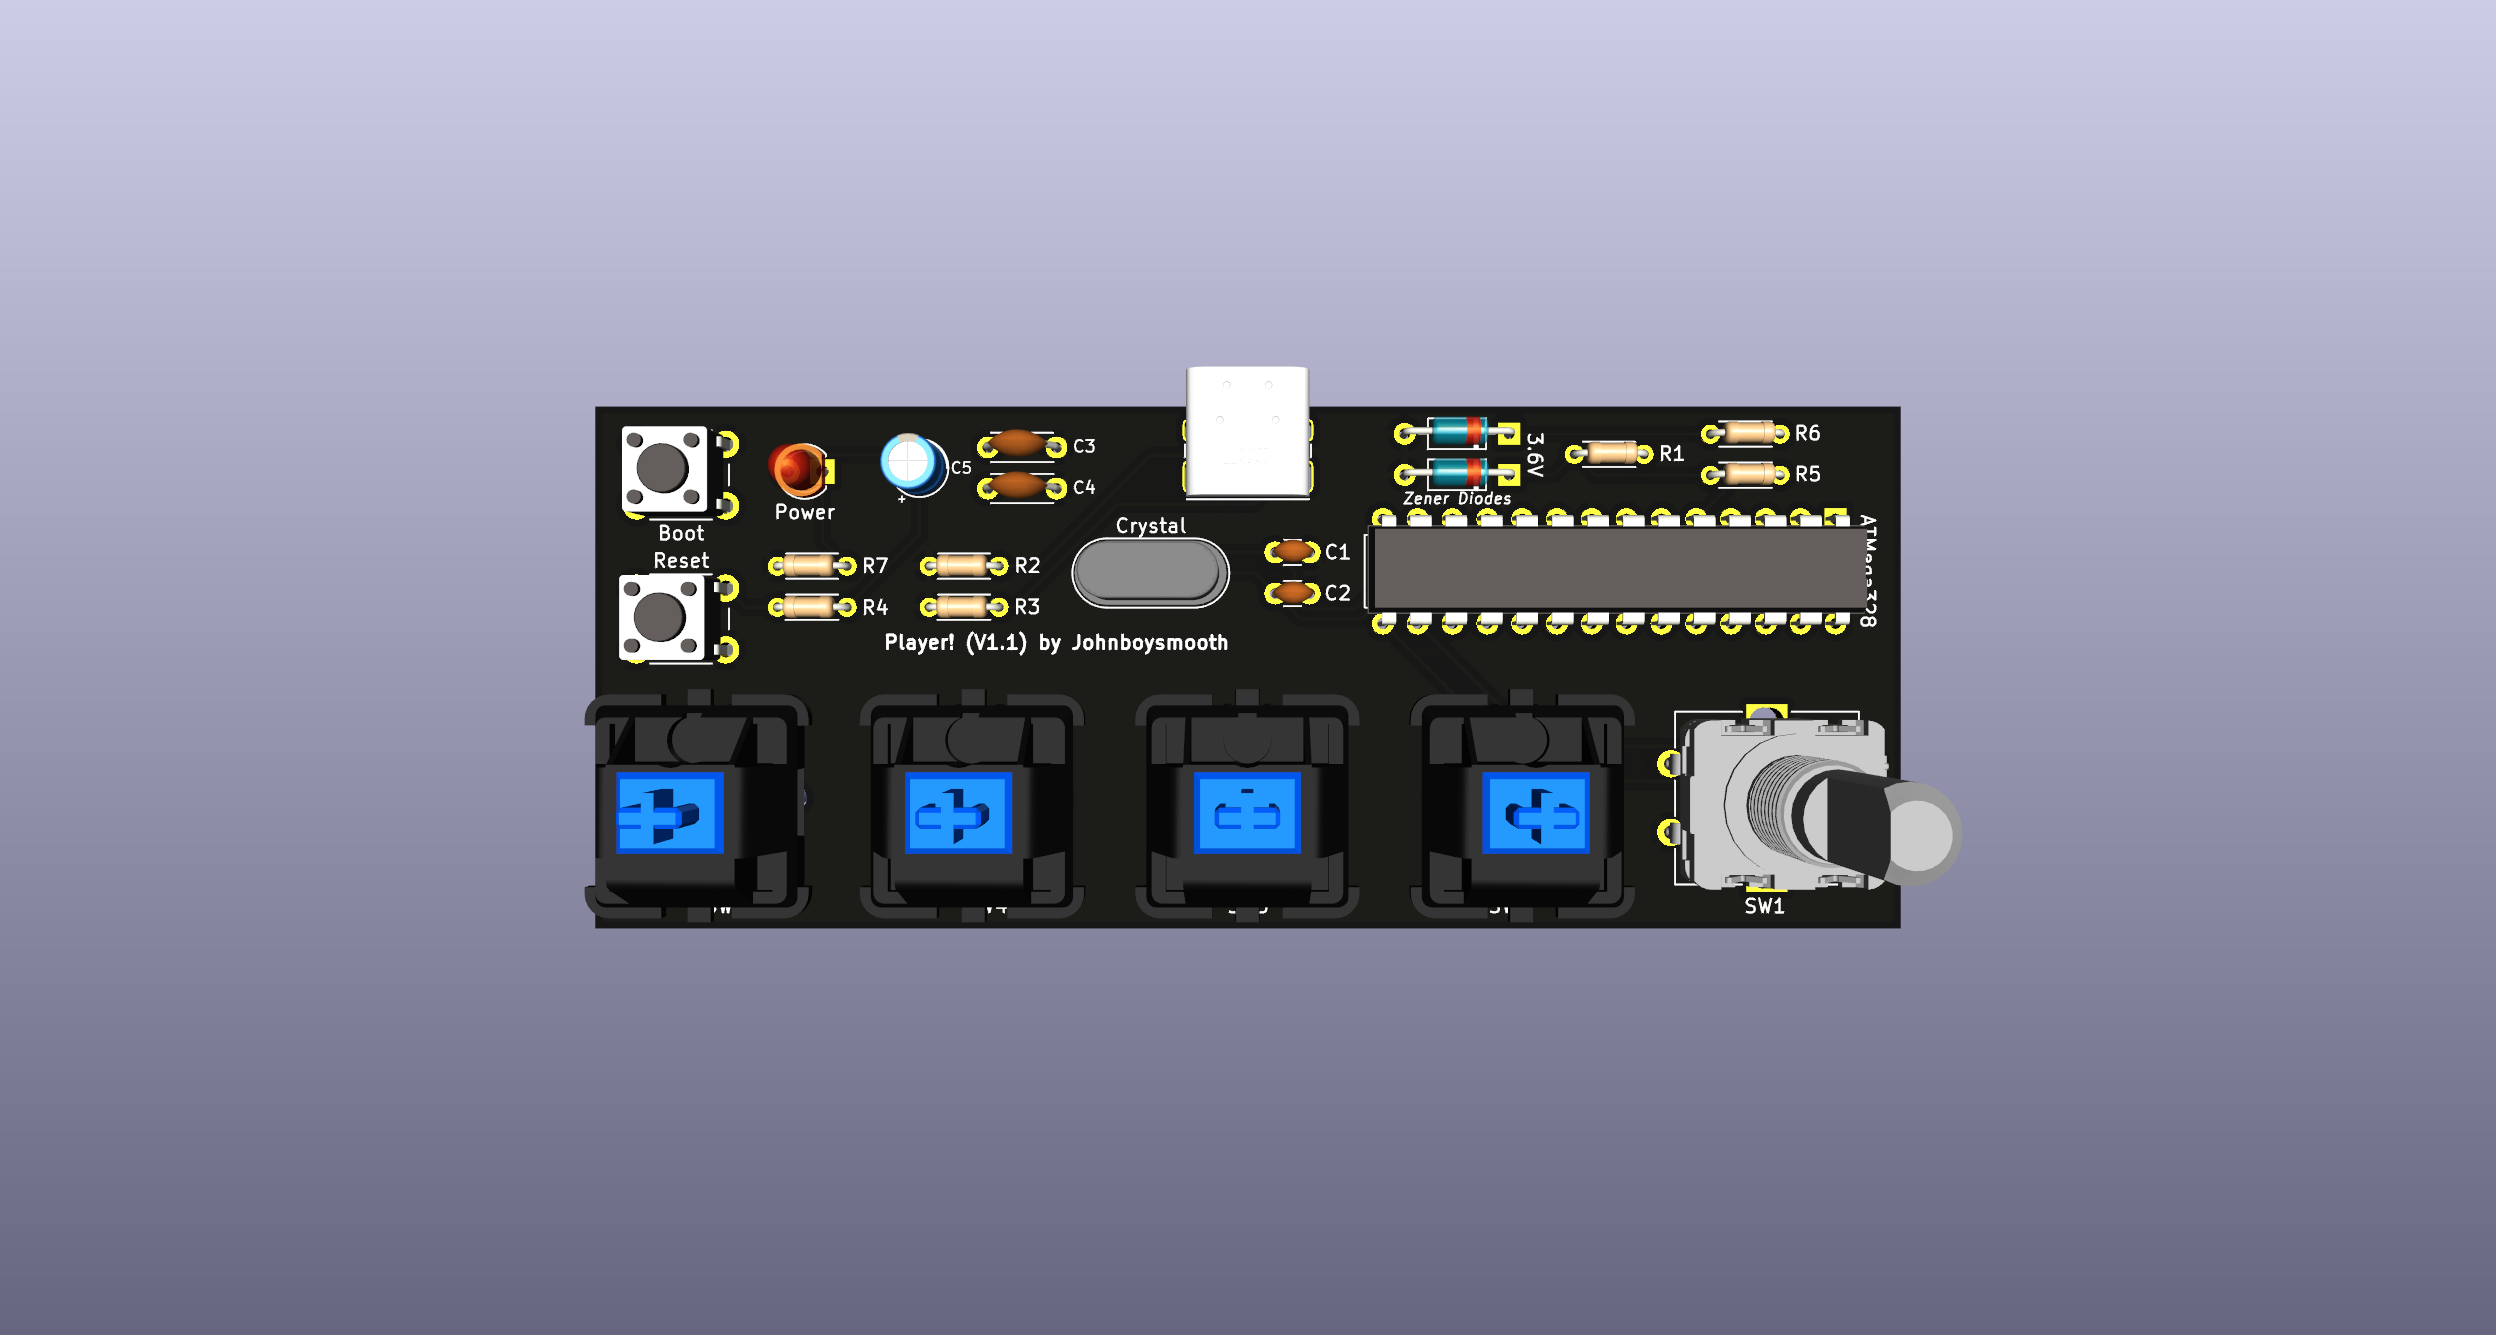 C3
R6
3.6V
R1
C5
C4
R5
+
Zener Diodes
Power
Crystal
Boot
Reset
C1
R7
R2
C2
R4
R3
Player! (V1.1) by Johnboysmooth
SW1